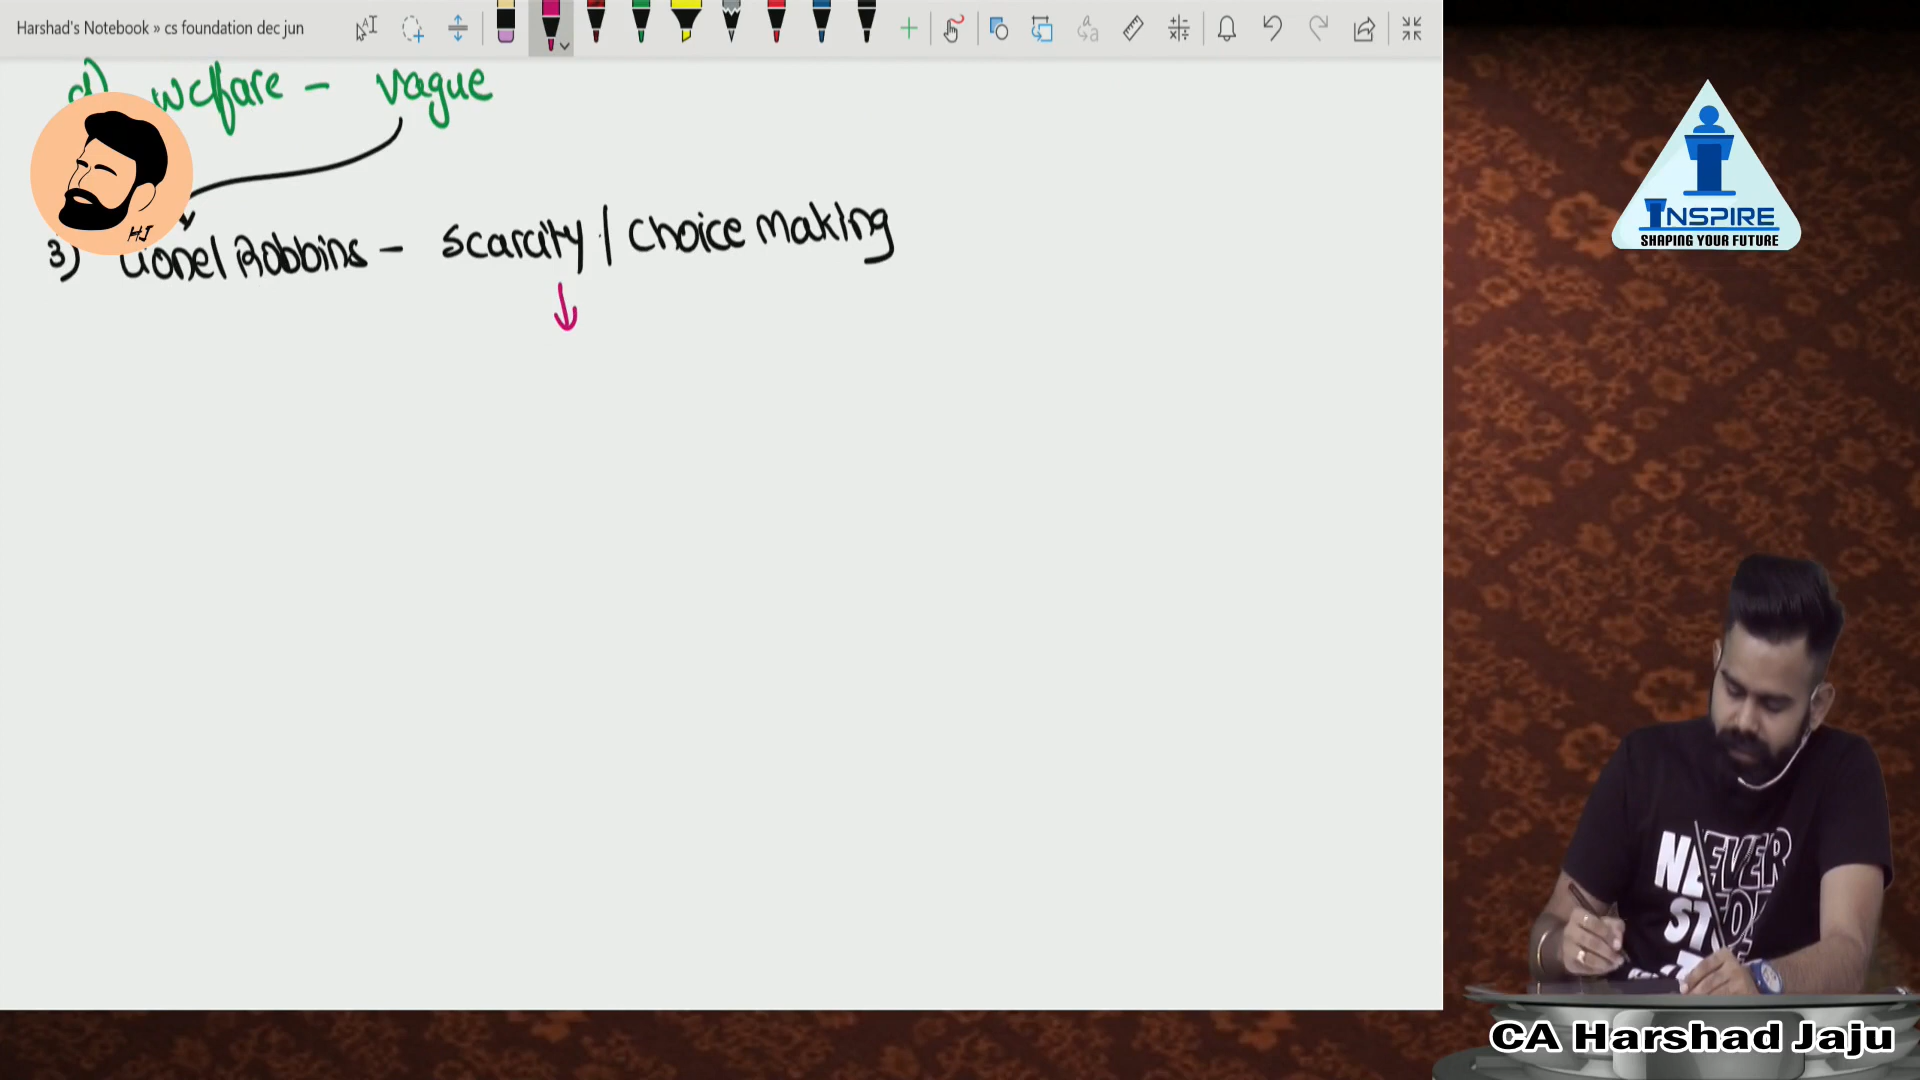 Harshad's Notebook » cs foundation dec jun
d) welfare - vague
HJ
3) Lionel Robbins - scarcity | choice making
INSPIRE
SHAPING YOUR FUTURE
NEVER
CA Harshad Jaju